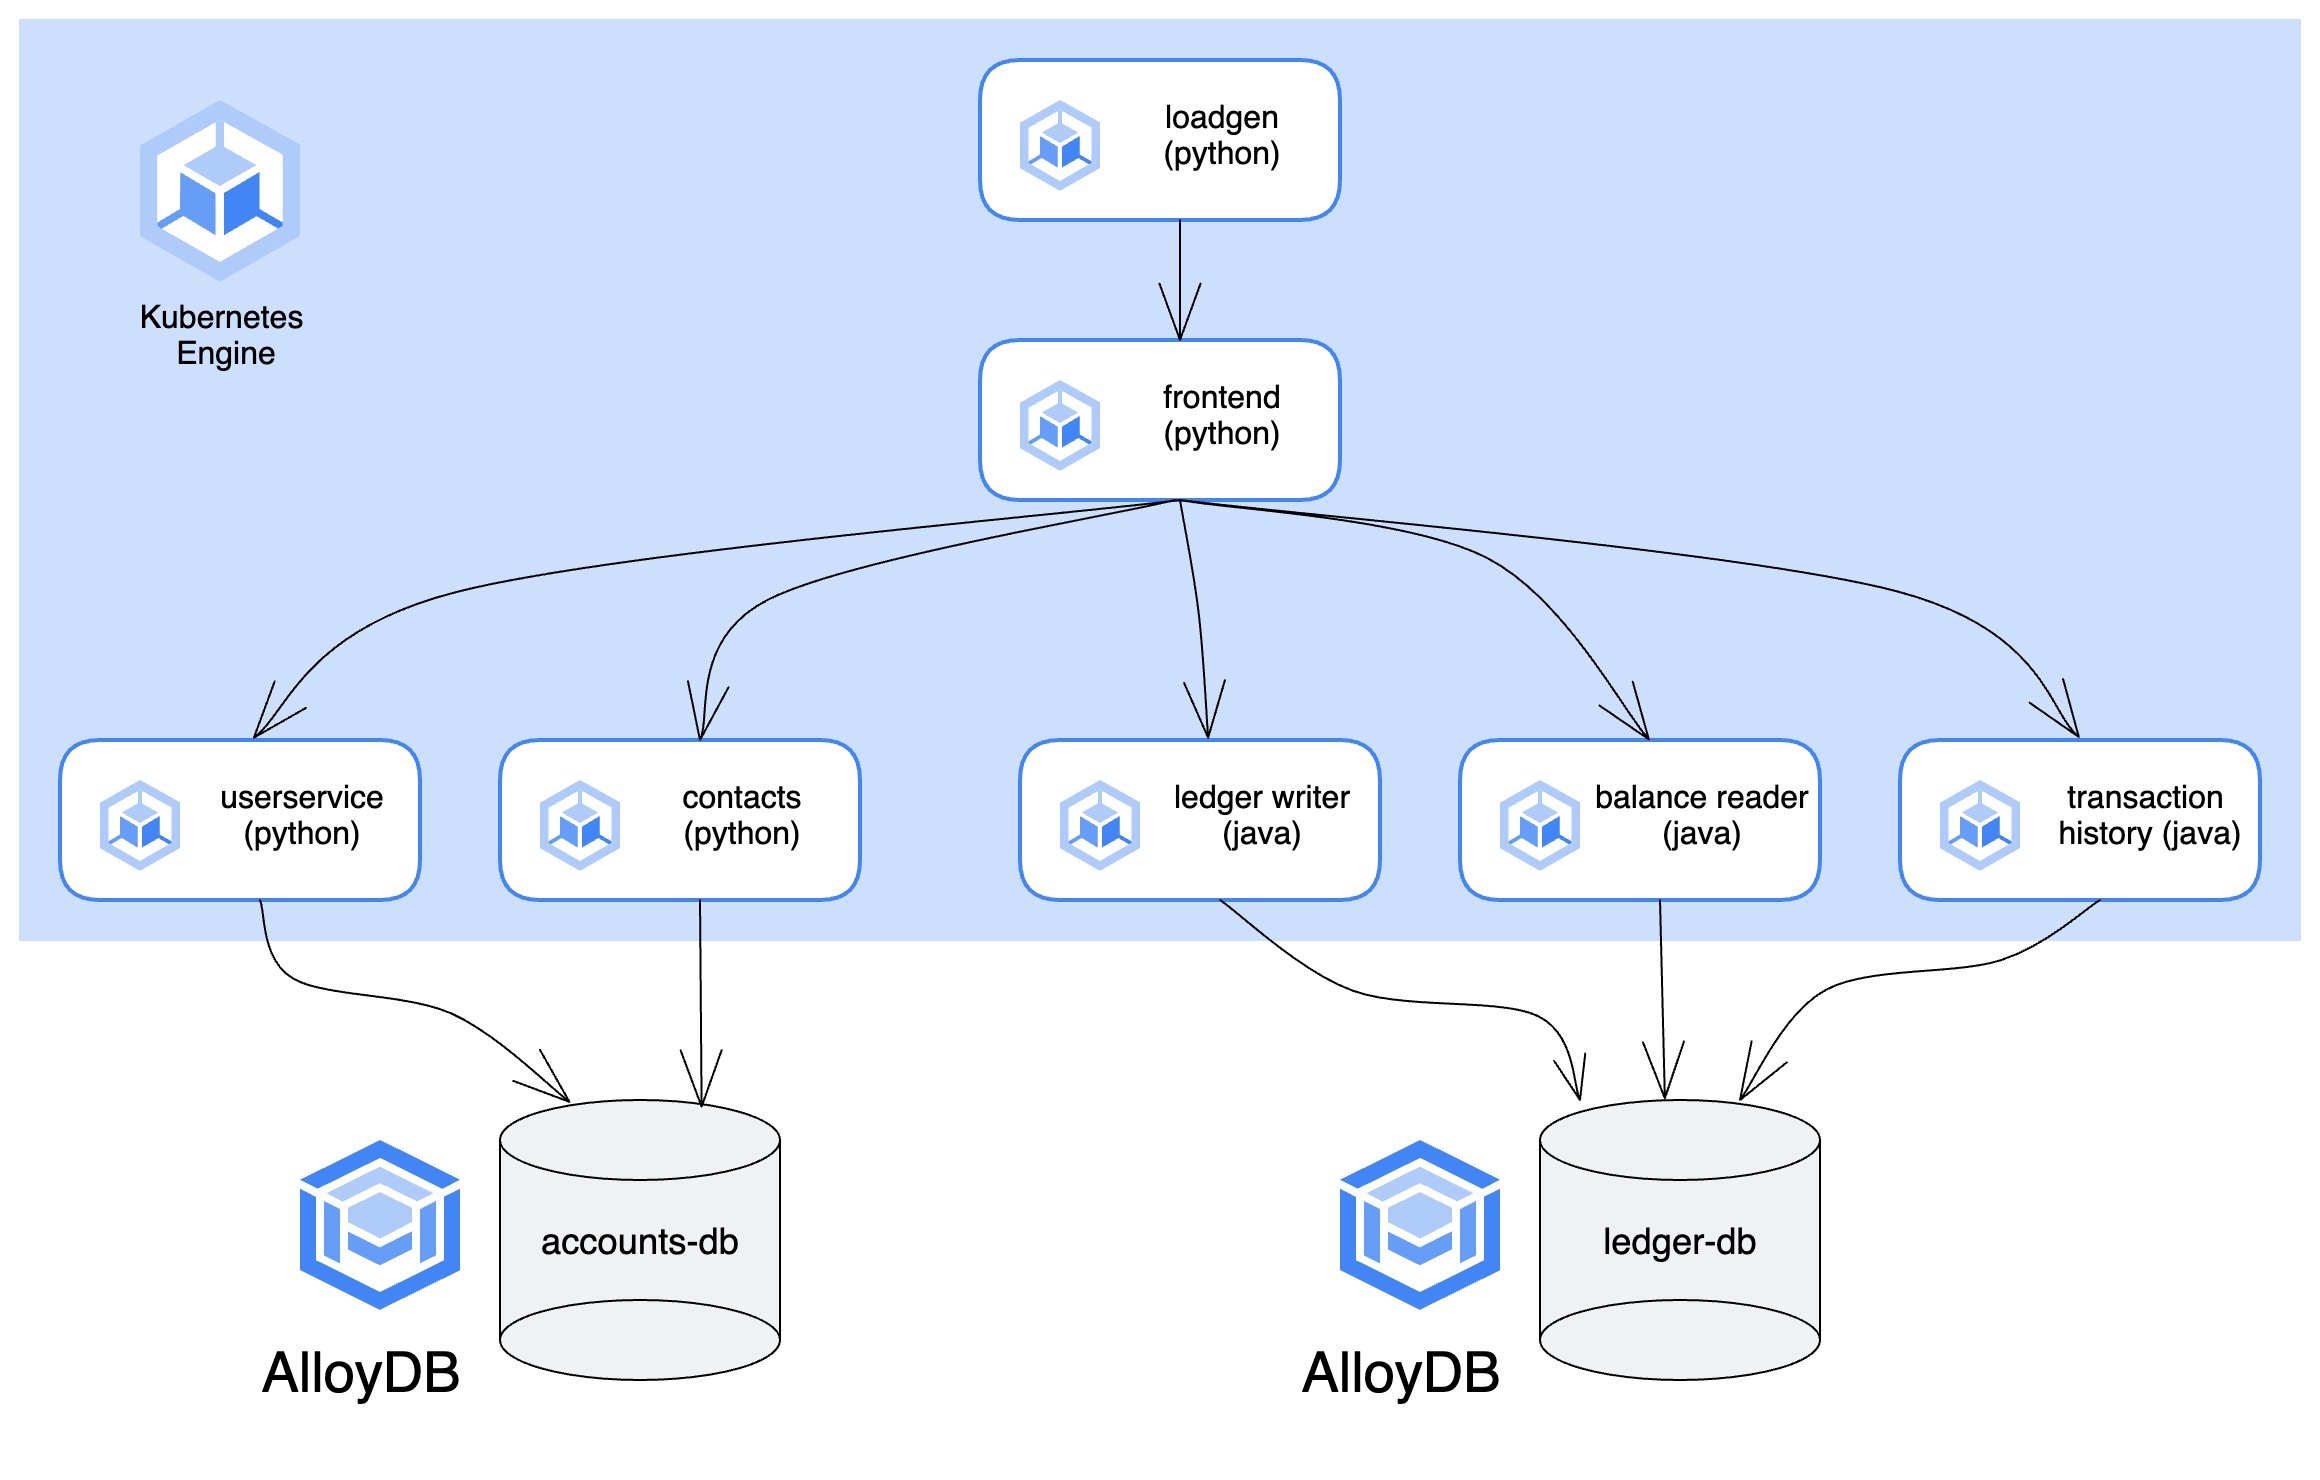 loadgen
(python)
Kubernetes
Engine
frontend
(python)
userservice
(python)
contacts
(python)
ledger writer
(java)
balance reader
(java)
transaction
history (java)
accounts-db
AlloyDB
ledger-db
AlloyDB